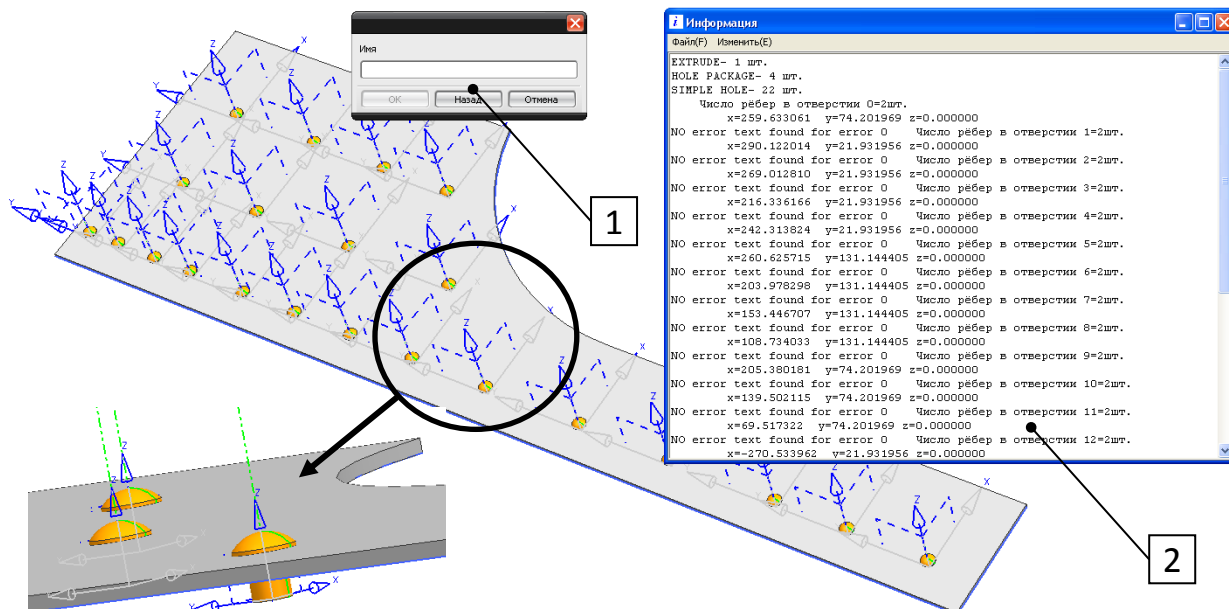 Имя
OK Назад Отмена
1
i Информация
Файл(F) Изменить(E)
EXTRUDE- 1 шт.
HOLE PACKAGE- 4 шт.
SIMPLE HOLE- 22 шт.
Число рёбер в отверстии 0=2шт.
x=259.633061 y=74.201969 z=0.000000
NO error text found for error 0 Число рёбер в отверстии 1=2шт.
x=290.122014 y=21.931956 z=0.000000
NO error text found for error 0 Число рёбер в отверстии 2=2шт.
x=269.012810 y=21.931956 z=0.000000
NO error text found for error 0 Число рёбер в отверстии 3=2шт.
x=216.336166 y=21.931956 z=0.000000
NO error text found for error 0 Число рёбер в отверстии 4=2шт.
x=242.313824 y=21.931956 z=0.000000
NO error text found for error 0 Число рёбер в отверстии 5=2шт.
x=260.625715 y=131.144405 z=0.000000
NO error text found for error 0 Число рёбер в отверстии 6=2шт.
x=203.978298 y=131.144405 z=0.000000
NO error text found for error 0 Число рёбер в отверстии 7=2шт.
x=153.446707 y=131.144405 z=0.000000
NO error text found for error 0 Число рёбер в отверстии 8=2шт.
x=108.734033 y=131.144405 z=0.000000
NO error text found for error 0 Число рёбер в отверстии 9=2шт.
x=205.380181 y=74.201969 z=0.000000
NO error text found for error 0 Число рёбер в отверстии 10=2шт.
x=139.502115 y=74.201969 z=0.000000
NO error text found for error 0 Число рёбер в отверстии 11=2шт.
x=69.517322 y=74.201969 z=0.000000
NO error text found for error 0 Число рёбер в отверстии 12=2шт.
x=-270.533962 y=21.931956 z=0.000000
2